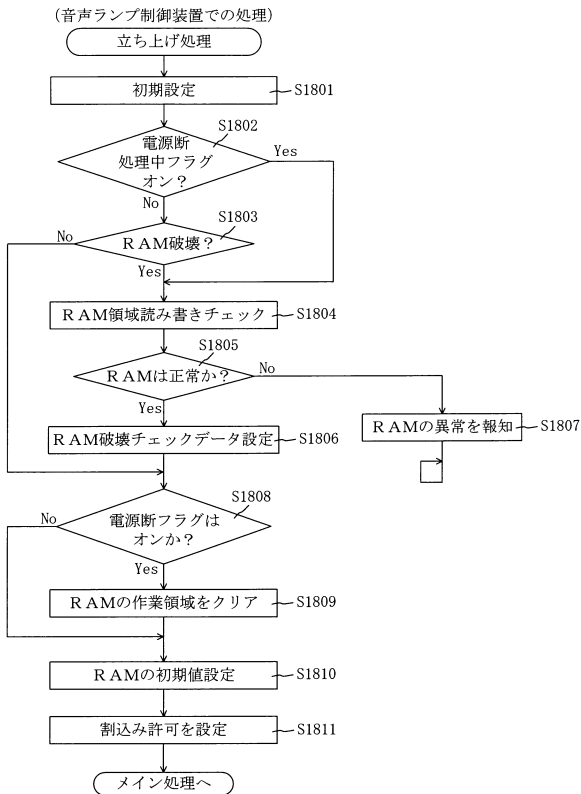 (音声ランプ制御装置での処理)
立ち上げ処理
初期設定
S1801
S1802
電源断
処理中フラグ
オン?
Yes
No
S1803
No
RAM破壊?
Yes
RAM領域読み書きチェック
S1804
S1805
RAMは正常か?
No
Yes
RAM破壊チェックデータ設定
S1806
RAMの異常を報知
S1807
S1808
No
電源断フラグは
オンか?
Yes
RAMの作業領域をクリア
S1809
RAMの初期値設定
S1810
割込み許可を設定
S1811
メイン処理へ